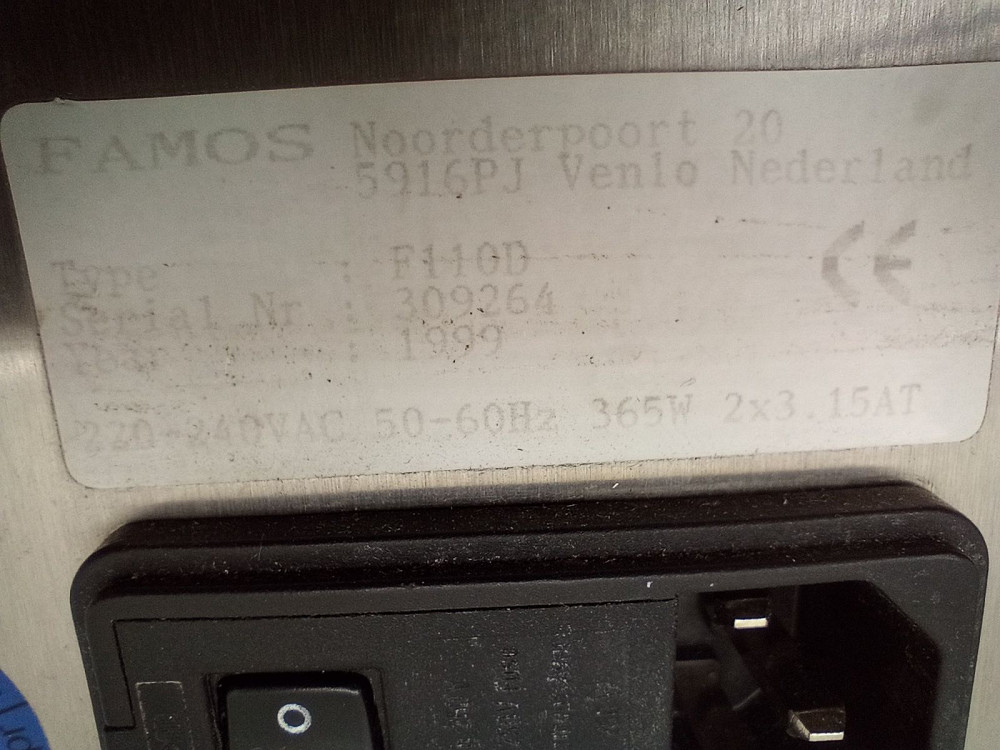 FAMOS Noorderpoort 20
5916PJ Venlo Nederland
Type : F110D
CE
Serial Nr : 309264
Year : 1999
220-240VAC 50-60Hz 365W 2x3.15AT
O